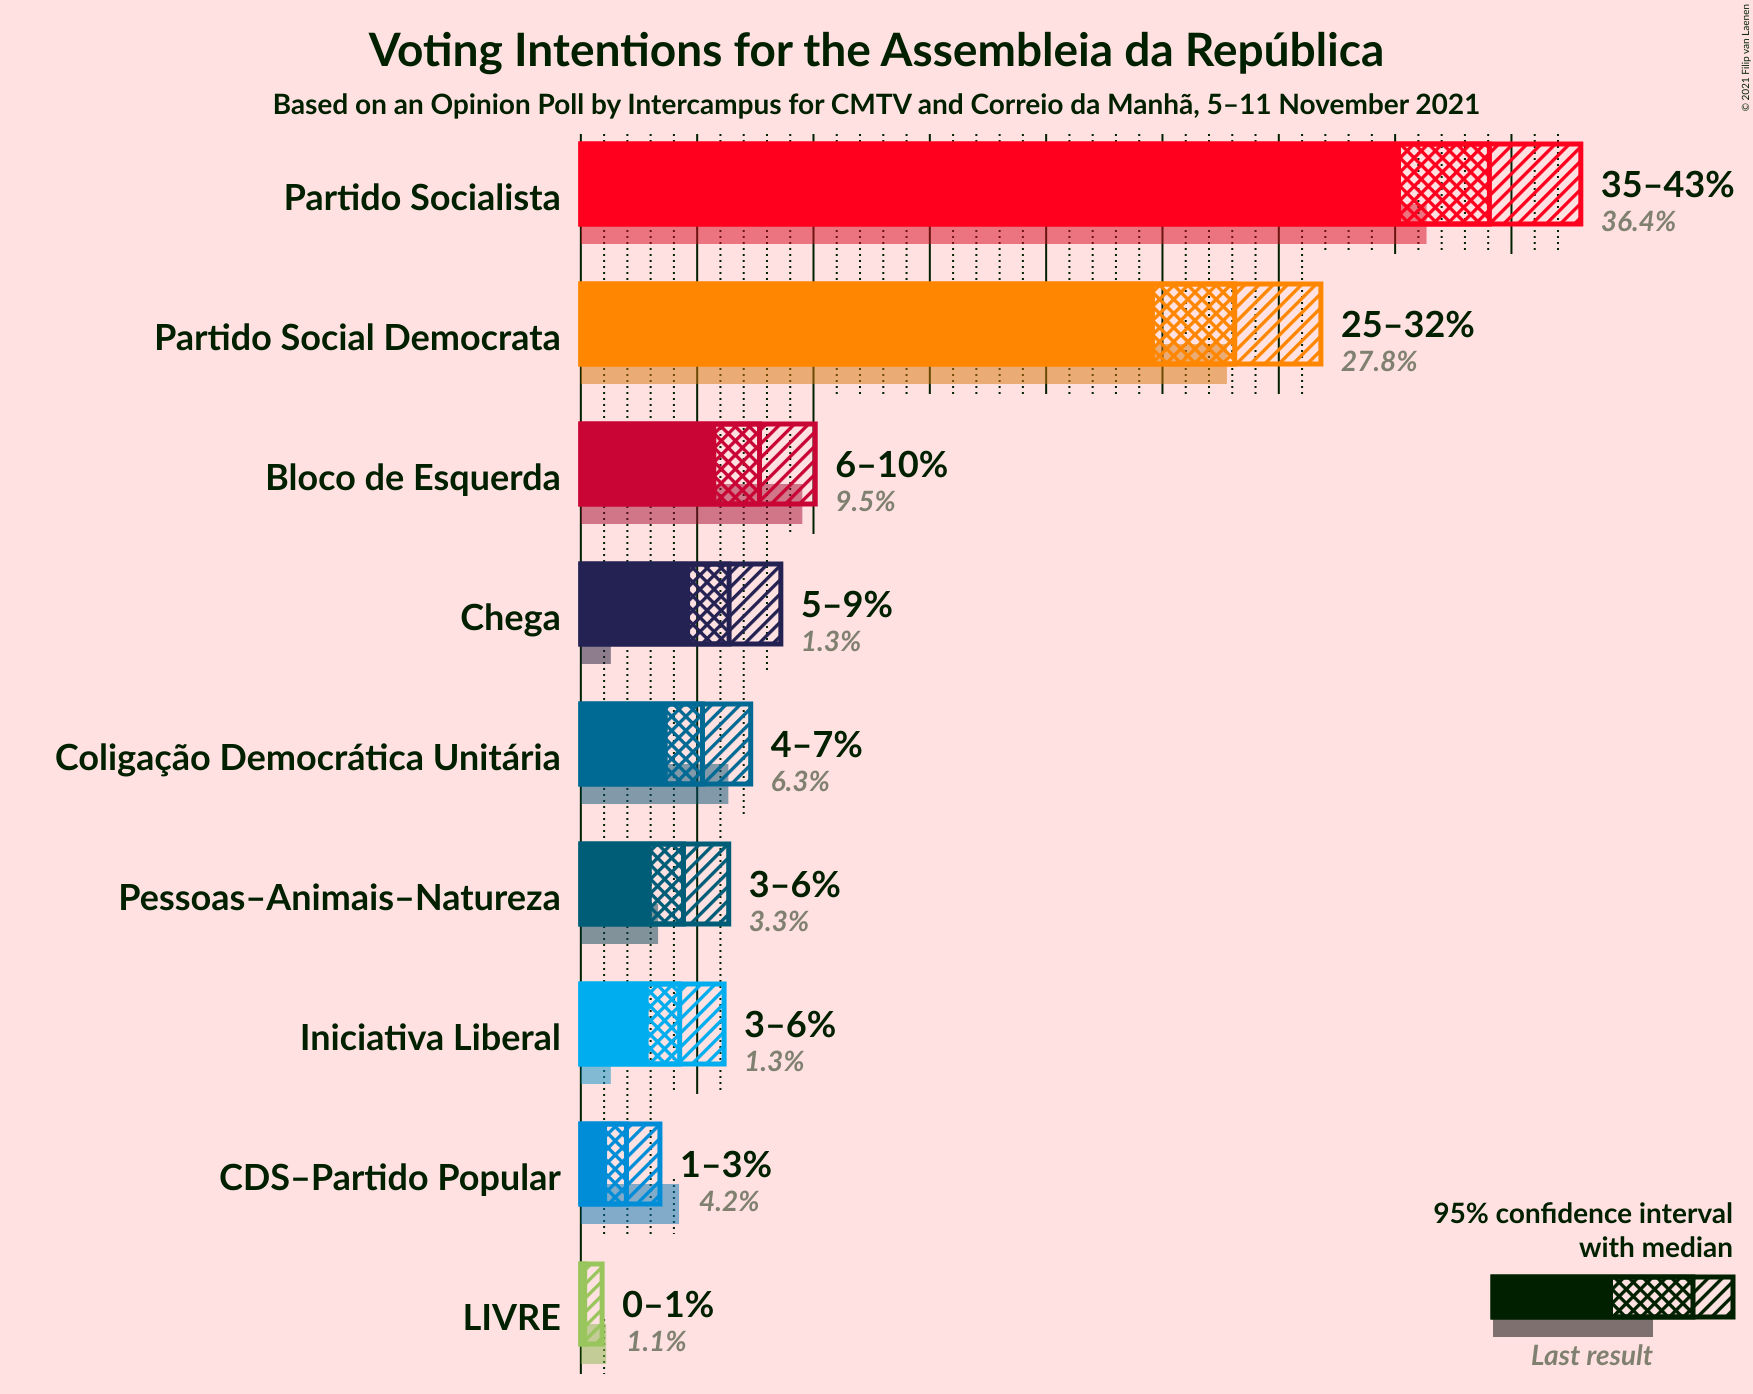 Voting Intentions for the Assembleia da República
Based on an Opinion Poll by Intercampus for CMTV and Correio da Manhã, 5–11 November 2021
© 2021 Filip van Laenen
Partido Socialista
35–43%
36.4%
Partido Social Democrata
25–32%
27.8%
Bloco de Esquerda
6–10%
9.5%
Chega
5–9%
1.3%
Coligação Democrática Unitária
4–7%
6.3%
Pessoas–Animais–Natureza
3–6%
3.3%
Iniciativa Liberal
3–6%
1.3%
CDS–Partido Popular
1–3%
4.2%
LIVRE
0–1%
1.1%
95% confidence interval
with median
Last result